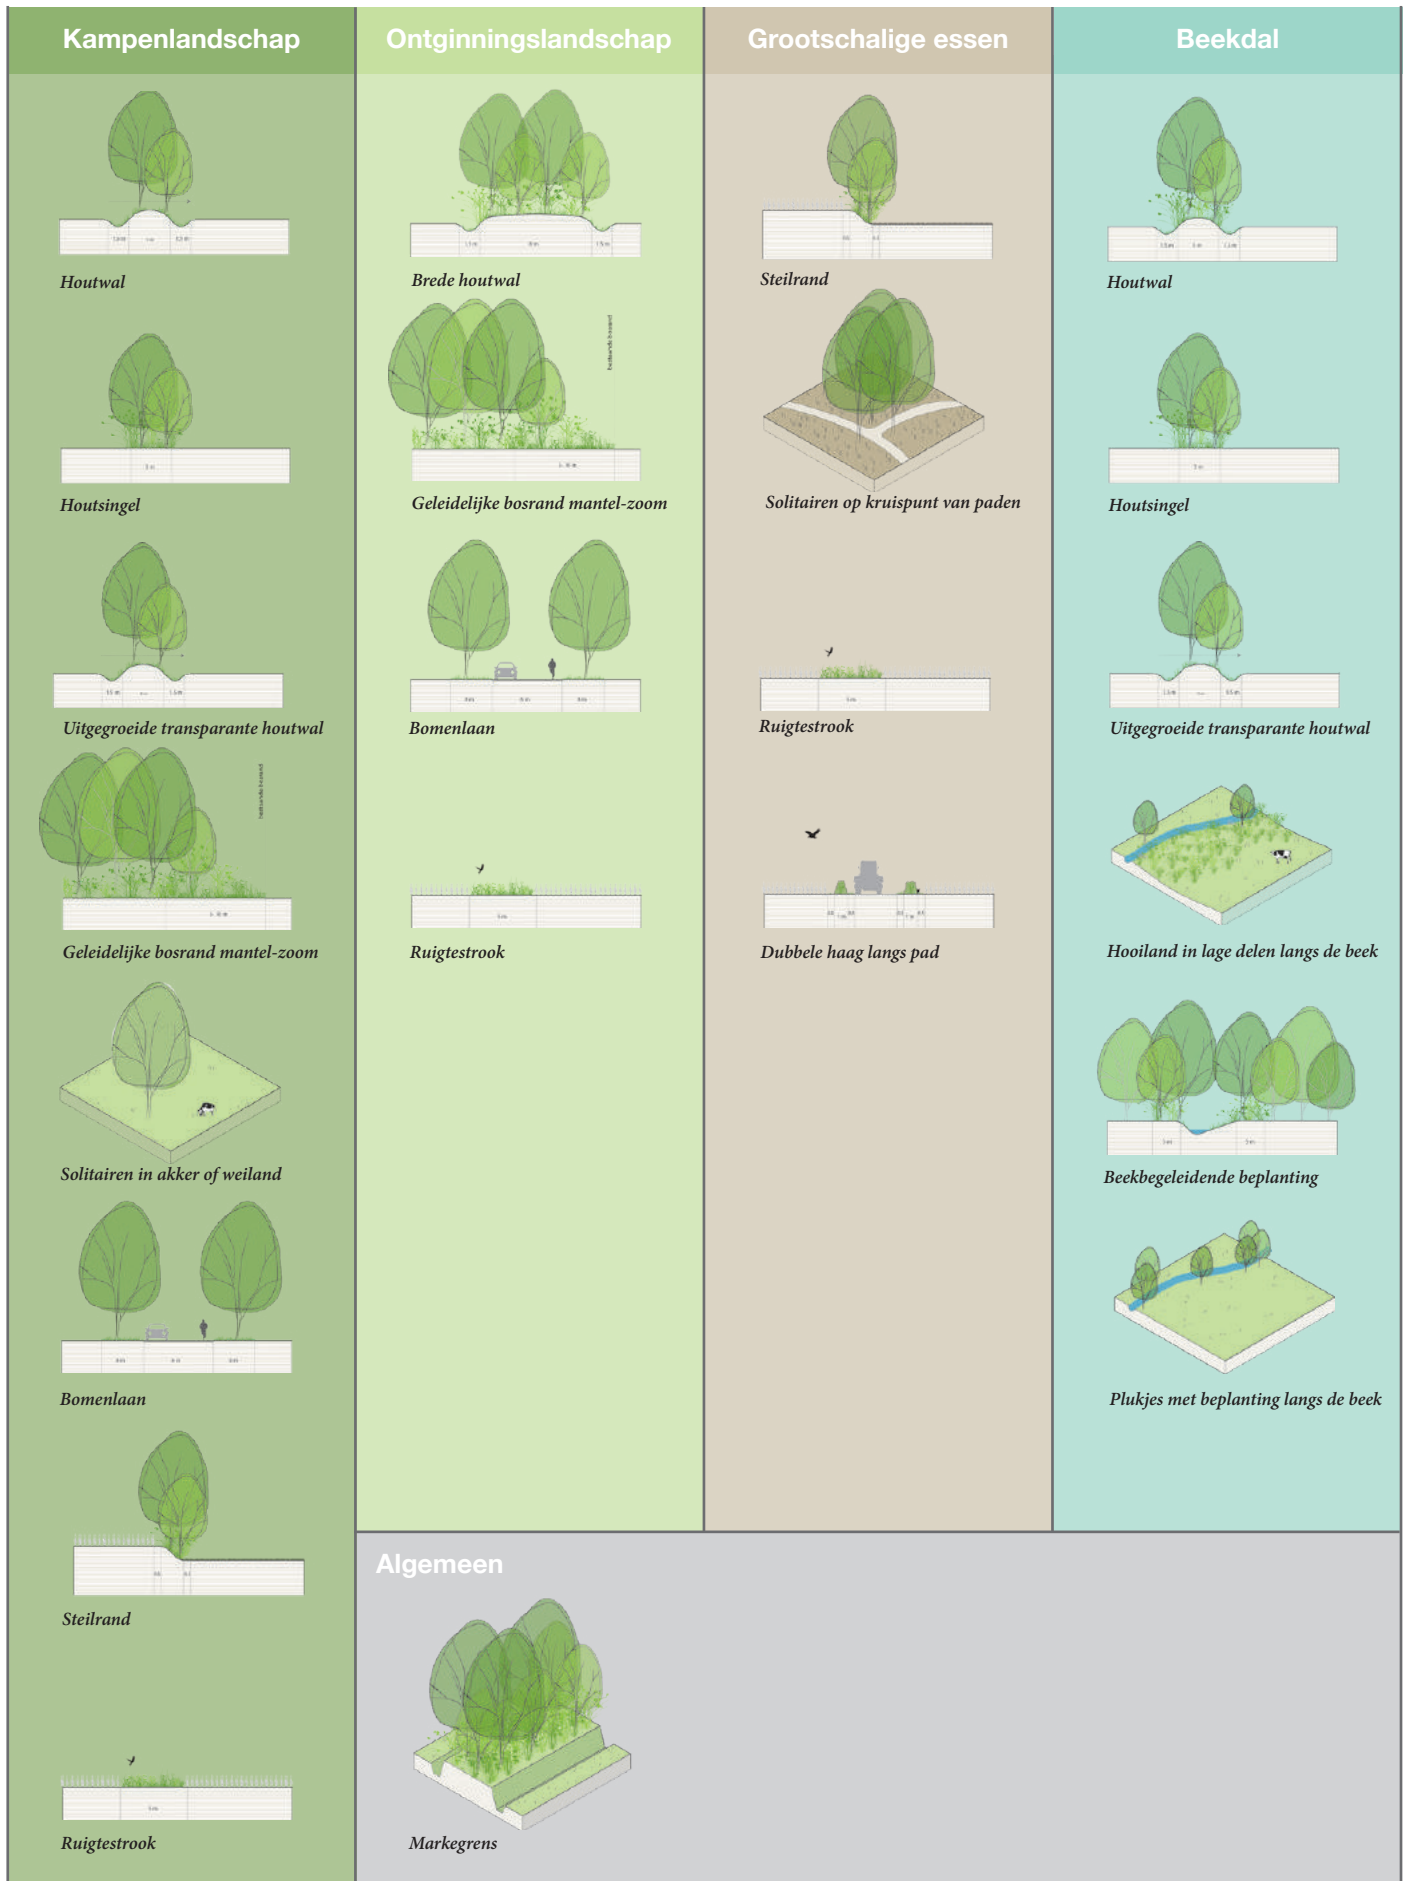 Kampenlandschap
Houtwal
Houtsingel
Uitgegroeide transparante houtwal
Geleidelijke bosrand mantel-zoom
Solitairen in akker of weiland
Bomenlaan
Steilrand
Ruigtestrook
Ontginningslandschap
Brede houtwal
Geleidelijke bosrand mantel-zoom
Bomenlaan
Ruigtestrook
Grootschalige essen
Steilrand
Solitairen op kruispunt van paden
Ruigtestrook
Dubbele haag langs pad
Beekdal
Houtwal
Houtsingel
Uitgegroeide transparante houtwal
Hooiland in lage delen langs de beek
Beekbegeleidende beplanting
Plukjes met beplanting langs de beek
Algemeen
Markegrens